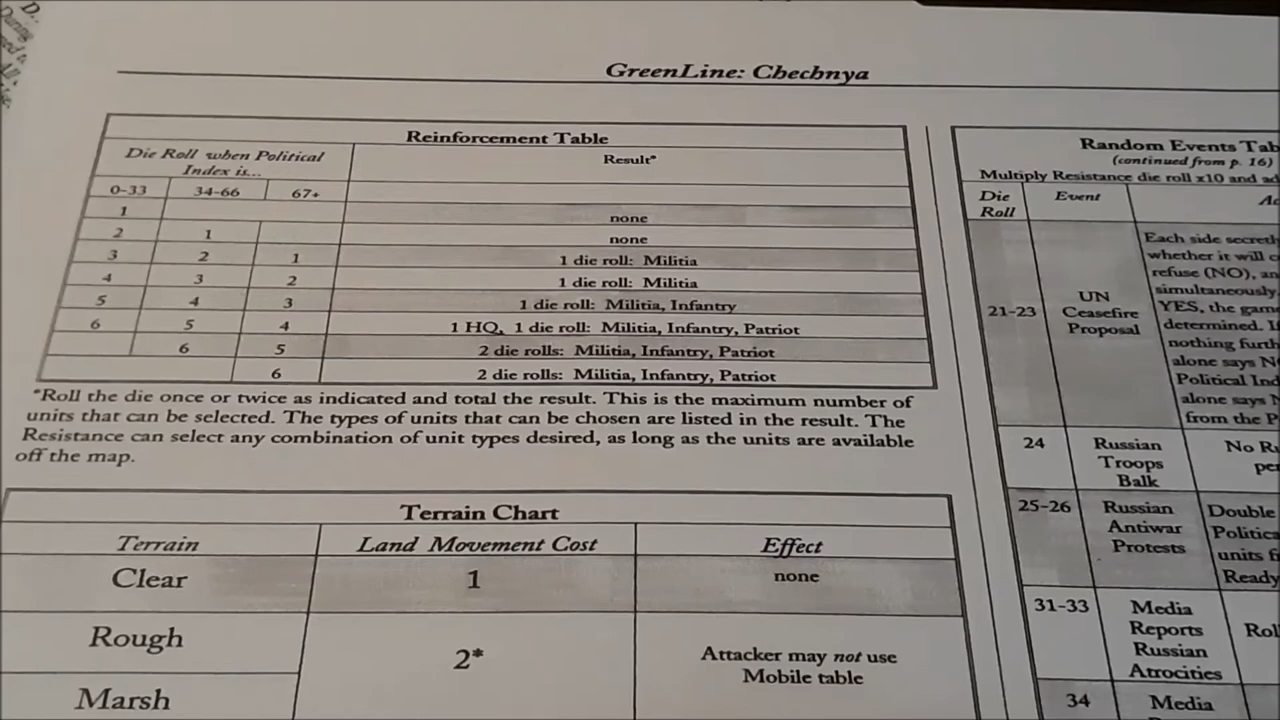 D.
GreenLine: Chechnya
Reinforcement Table
Die Roll when Political
Index is...
Result*
0-33 34-66 67+
1 none
2 1 none
3 2 1 1 die roll: Militia
4 3 2 1 die roll: Militia
5 4 3 1 die roll: Militia, Infantry
6 5 4 1 HQ, 1 die roll: Militia, Infantry, Patriot
6 5 2 die rolls: Militia, Infantry, Patriot
6 2 die rolls: Militia, Infantry, Patriot
*Roll the die once or twice as indicated and total the result. This is the maximum number of
units that can be selected. The types of units that can be chosen are listed in the result. The
Resistance can select any combination of unit types desired, as long as the units are available
off the map.
Terrain Chart
Terrain Land Movement Cost Effect
Clear 1 none
Rough
2*
Attacker may not use
Mobile table
Marsh
Random Events Tab
(continued from p. 16)
Multiply Resistance die roll x10 and ad
Die
Roll
Event
Ac
21-23
UN
Ceasefire
Proposal
Each side secretl
whether it will c
refuse (NO), an
simultaneously.
YES, the game
determined. I
nothing furth
alone says N
Political Ind
alone says N
from the P
24
Russian
Troops
Balk
No Ru
pe
25-26
Russian
Antiwar
Protests
Double
Politica
units f
Ready
31-33
Media
Reports
Russian
Atrocities
Rol
34
Media